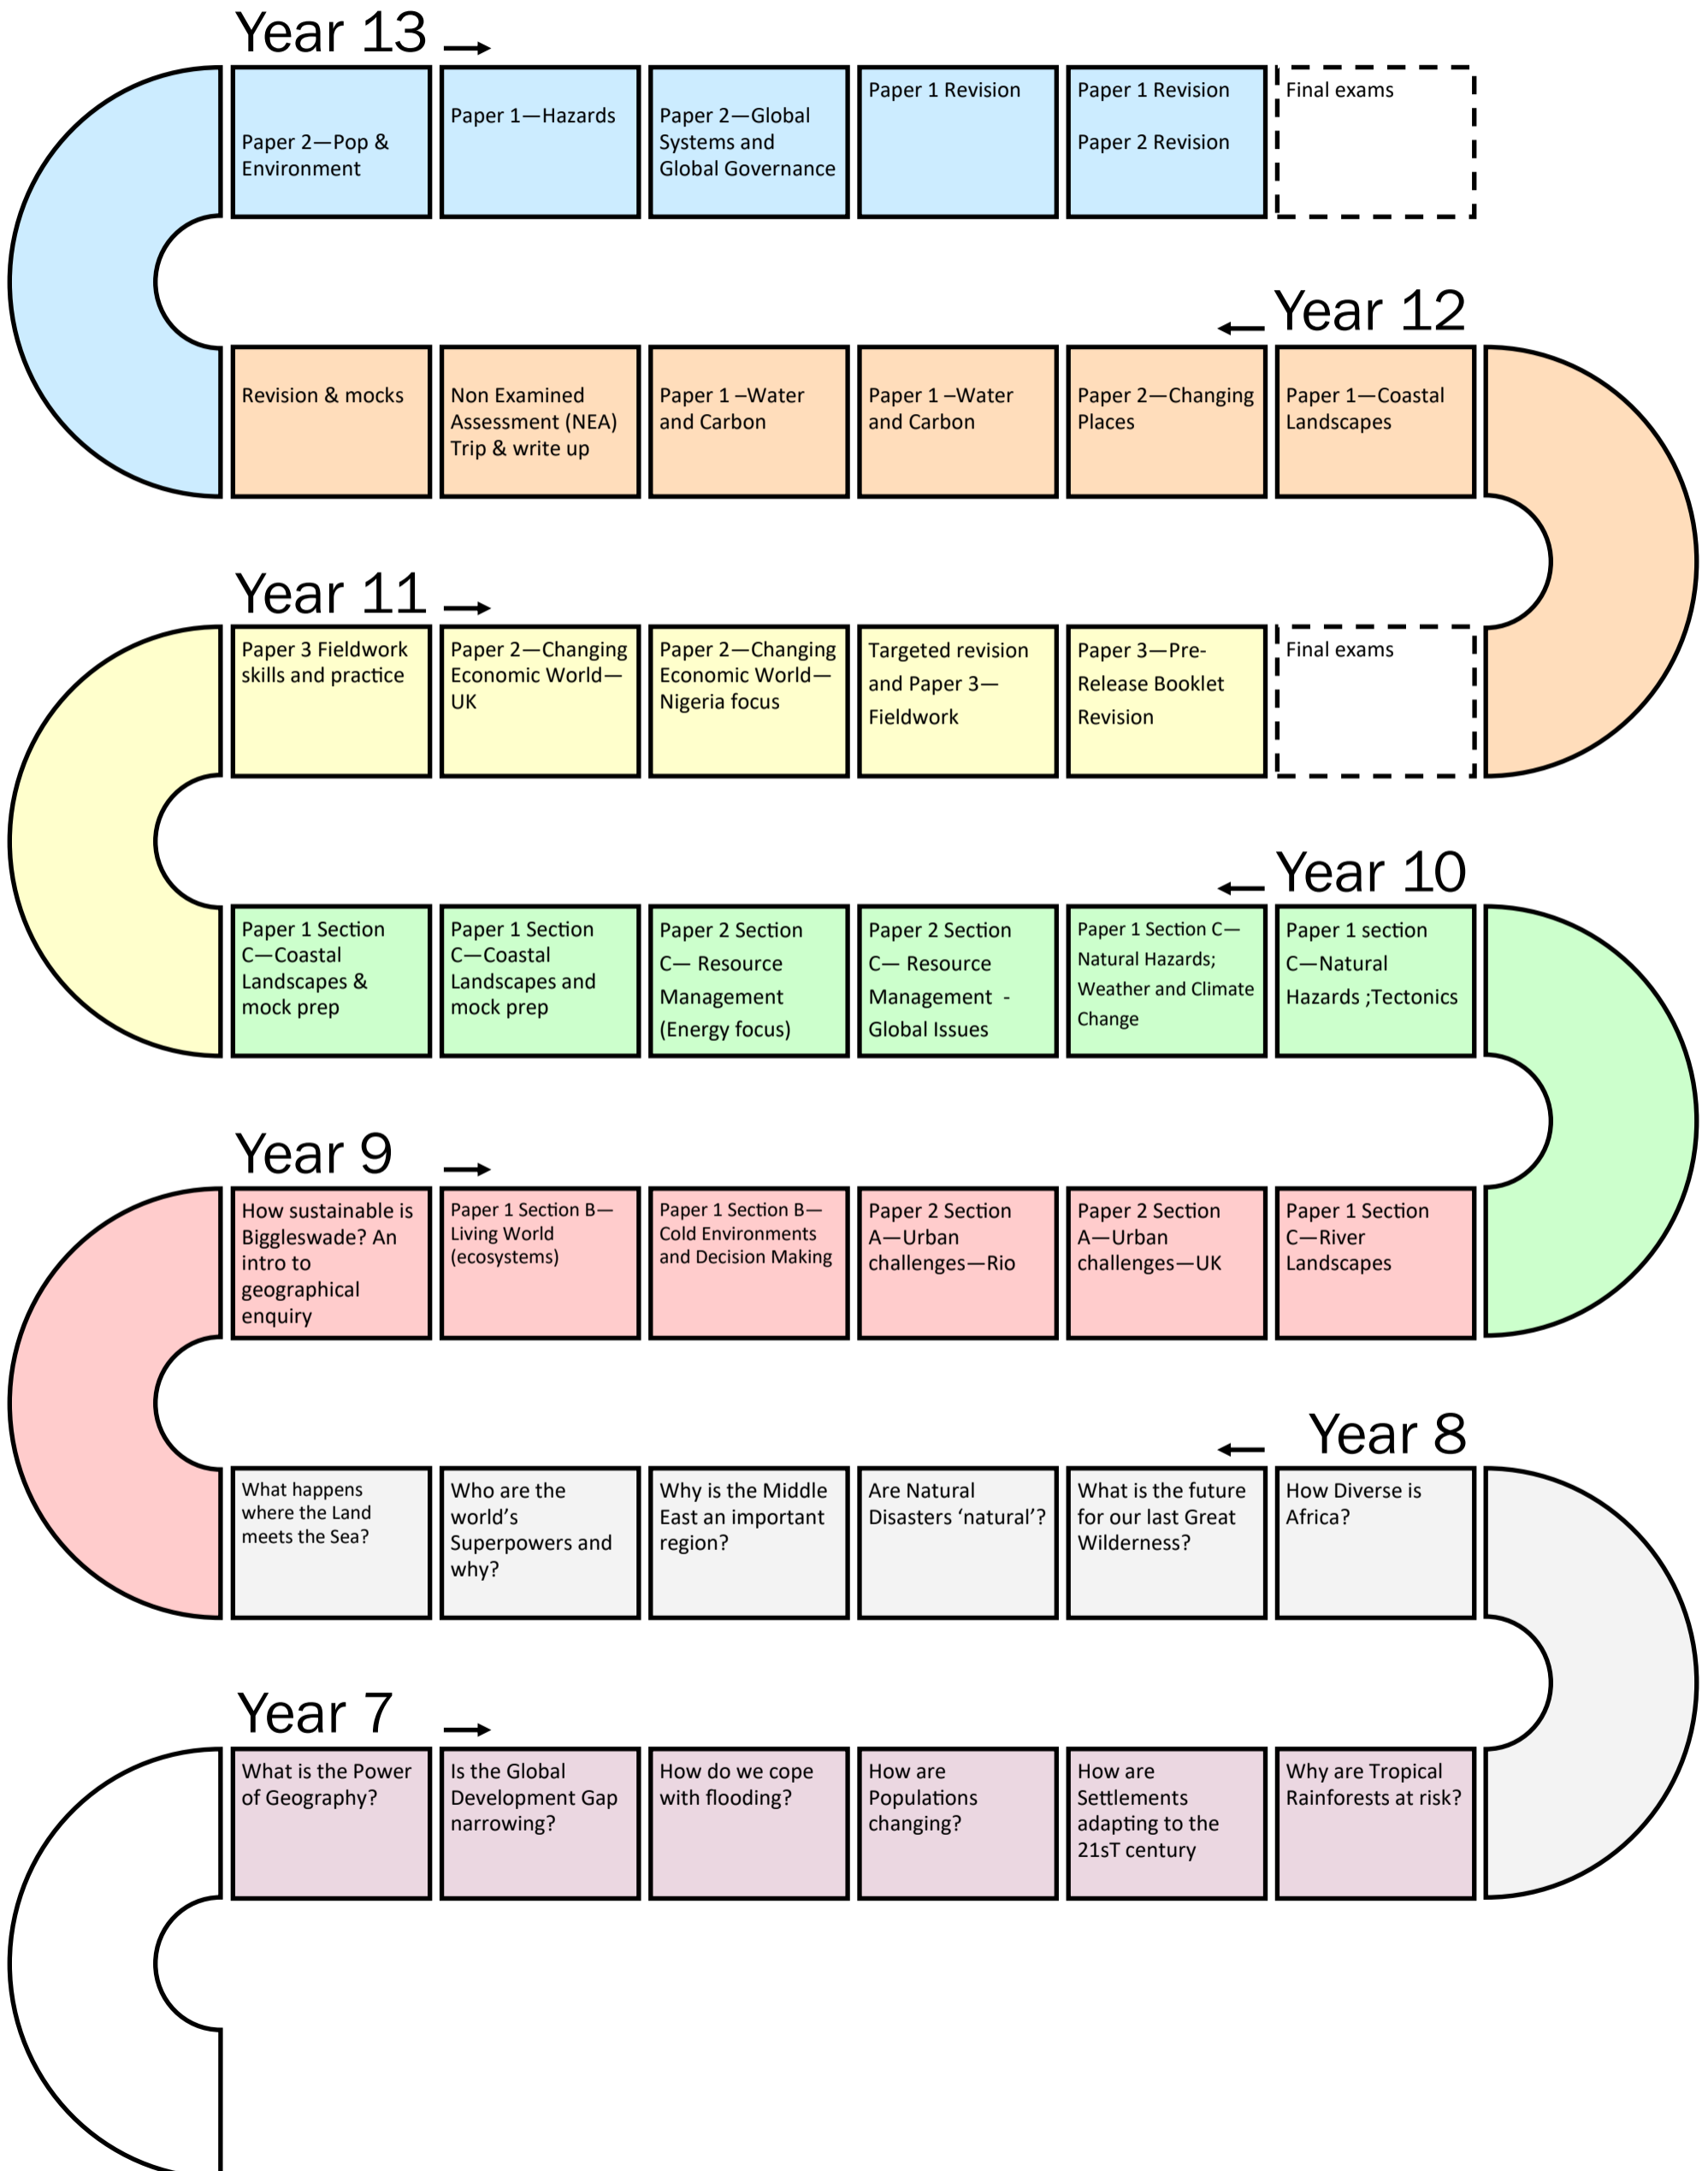 Year 13
Paper 2—Pop &
Environment
Paper 1—Hazards
Paper 2—Global
Systems and
Global Governance
Paper 1 Revision
Paper 1 Revision
Paper 2 Revision
Final exams
Year 12
Revision & mocks
Non Examined
Assessment (NEA)
Trip & write up
Paper 1 –Water
and Carbon
Paper 1 –Water
and Carbon
Paper 2—Changing
Places
Paper 1—Coastal
Landscapes
Year 11
Paper 3 Fieldwork
skills and practice
Paper 2—Changing
Economic World—
UK
Paper 2—Changing
Economic World—
Nigeria focus
Targeted revision
and Paper 3—
Fieldwork
Paper 3—Pre-
Release Booklet
Revision
Final exams
Year 10
Paper 1 Section
C—Coastal
Landscapes &
mock prep
Paper 1 Section
C—Coastal
Landscapes and
mock prep
Paper 2 Section
C— Resource
Management
(Energy focus)
Paper 2 Section
C— Resource
Management -
Global Issues
Paper 1 Section C—
Natural Hazards;
Weather and Climate
Change
Paper 1 section
C—Natural
Hazards ;Tectonics
Year 9
How sustainable is
Biggleswade? An
intro to
geographical
enquiry
Paper 1 Section B—
Living World
(ecosystems)
Paper 1 Section B—
Cold Environments
and Decision Making
Paper 2 Section
A—Urban
challenges—Rio
Paper 2 Section
A—Urban
challenges—UK
Paper 1 Section
C—River
Landscapes
Year 8
What happens
where the Land
meets the Sea?
Who are the
world’s
Superpowers and
why?
Why is the Middle
East an important
region?
Are Natural
Disasters ‘natural’?
What is the future
for our last Great
Wilderness?
How Diverse is
Africa?
Year 7
What is the Power
of Geography?
Is the Global
Development Gap
narrowing?
How do we cope
with flooding?
How are
Populations
changing?
How are
Settlements
adapting to the
21sT century
Why are Tropical
Rainforests at risk?